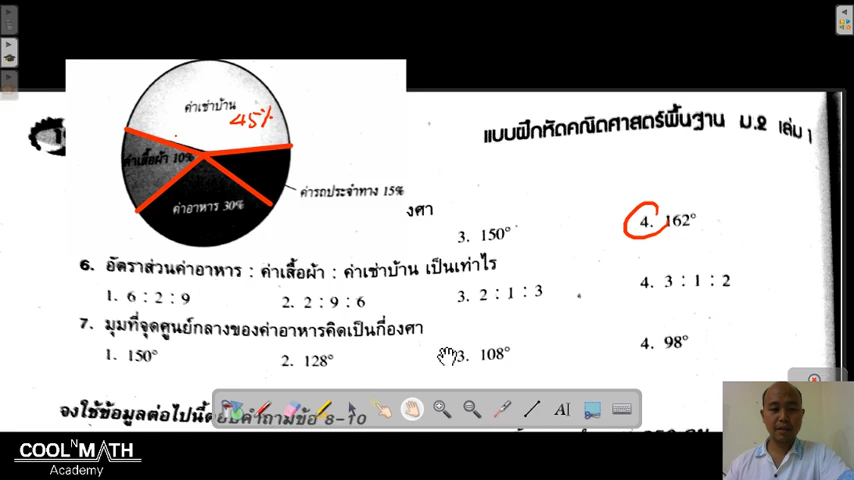 ค่าเช่าบ้าน
45%
ค่าเสื้อผ้า 10%
ค่าอาหาร 30%
ค่ารถประจำทาง 15%
แบบฝึกหัดคณิตศาสตร์พื้นฐาน ม.2 เล่ม 1
งศา
3. 150°
4. 162°
6. อัตราส่วนค่าอาหาร : ค่าเสื้อผ้า : ค่าเช่าบ้าน เป็นเท่าไร
1. 6 : 2 : 9
2. 2 : 9 : 6
3. 2 : 1 : 3
4. 3 : 1 : 2
7. มุมที่จุดศูนย์กลางของค่าอาหารคิดเป็นกี่องศา
1. 150°
2. 128°
3. 108°
4. 98°
จงใช้ข้อมูลต่อไปนี้ตอบคำถามข้อ 8-10
AI
COOL N MATH
Academy